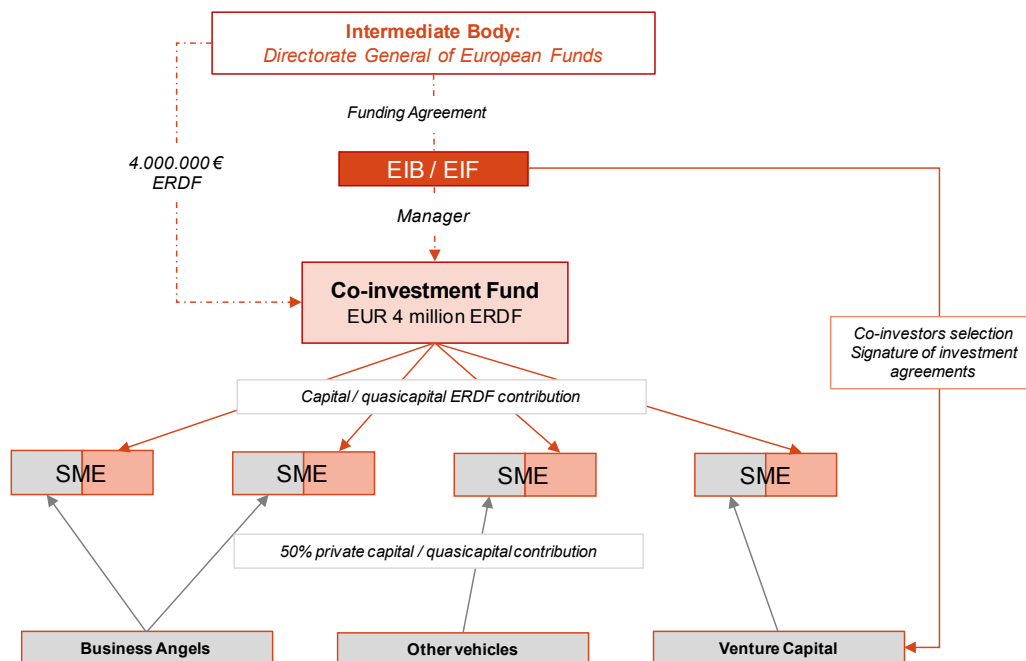 Intermediate Body:
Directorate General of European Funds
Funding Agreement
4.000.000 €
ERDF
EIB / EIF
Manager
Co-investment Fund
EUR 4 million ERDF
Co-investors selection
Signature of investment
agreements
Capital / quasicapital ERDF contribution
SME
SME
SME
SME
50% private capital / quasicapital contribution
Business Angels
Other vehicles
Venture Capital